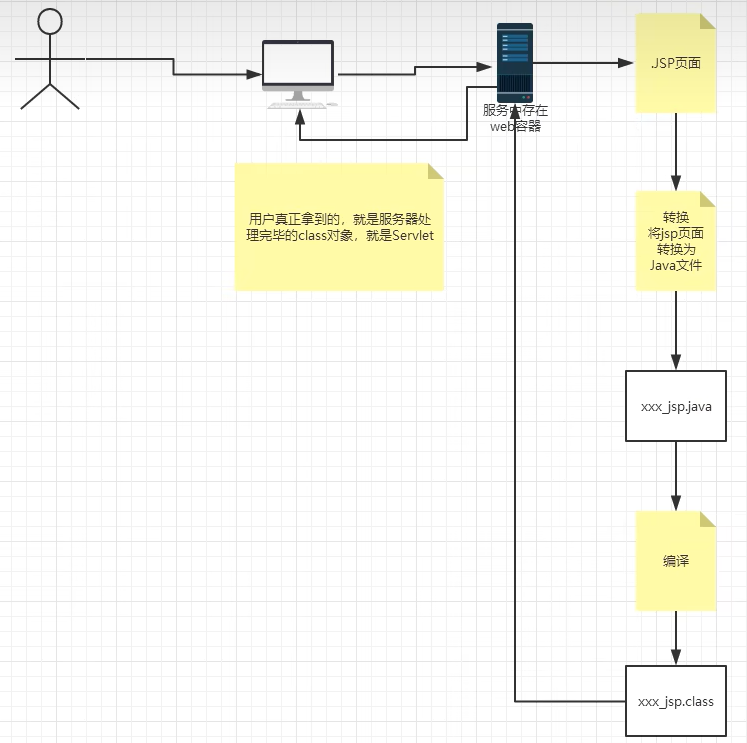 .JSP页面
服务中存在
web容器
用户真正拿到的，就是服务器处
理完毕的class对象，就是Servlet
转换
将jsp页面
转换为
Java文件
xxx_jsp.java
编译
xxx_jsp.class